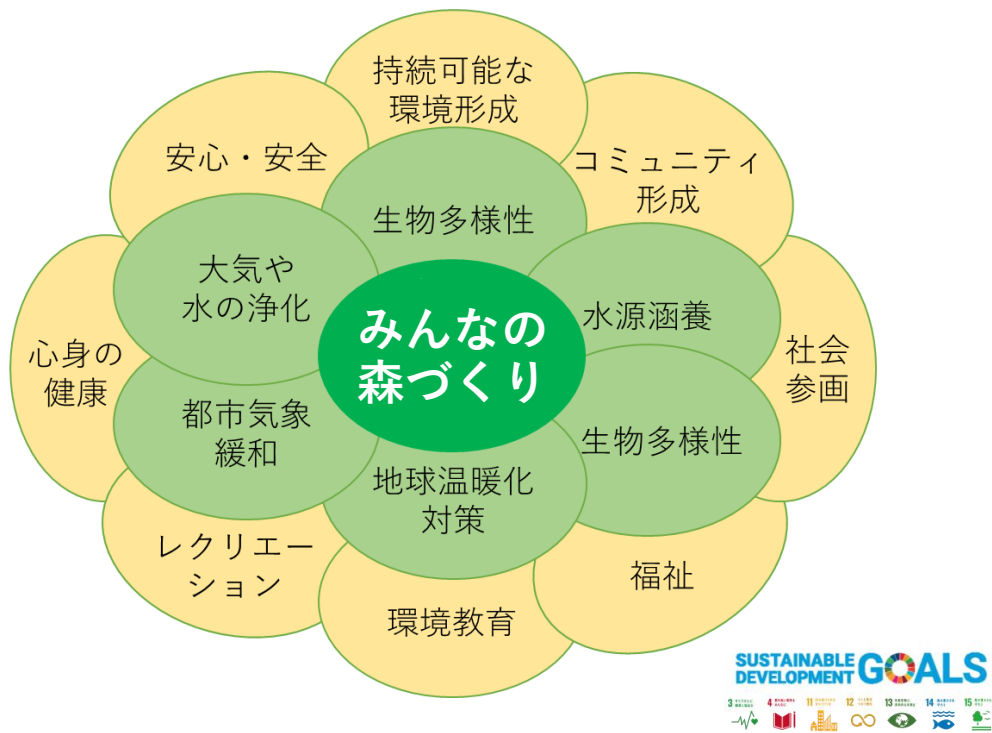 持続可能な
環境形成
安心・安全
コミュニティ
形成
生物多様性
大気や
水の浄化
水源涵養
みんなの
森づくり
心身の
健康
社会
参画
都市気象
緩和
生物多様性
地球温暖化
対策
レクリエー
ション
福祉
環境教育
SUSTAINABLE
DEVELOPMENT
GOALS
3
4
11
12
13
14
15